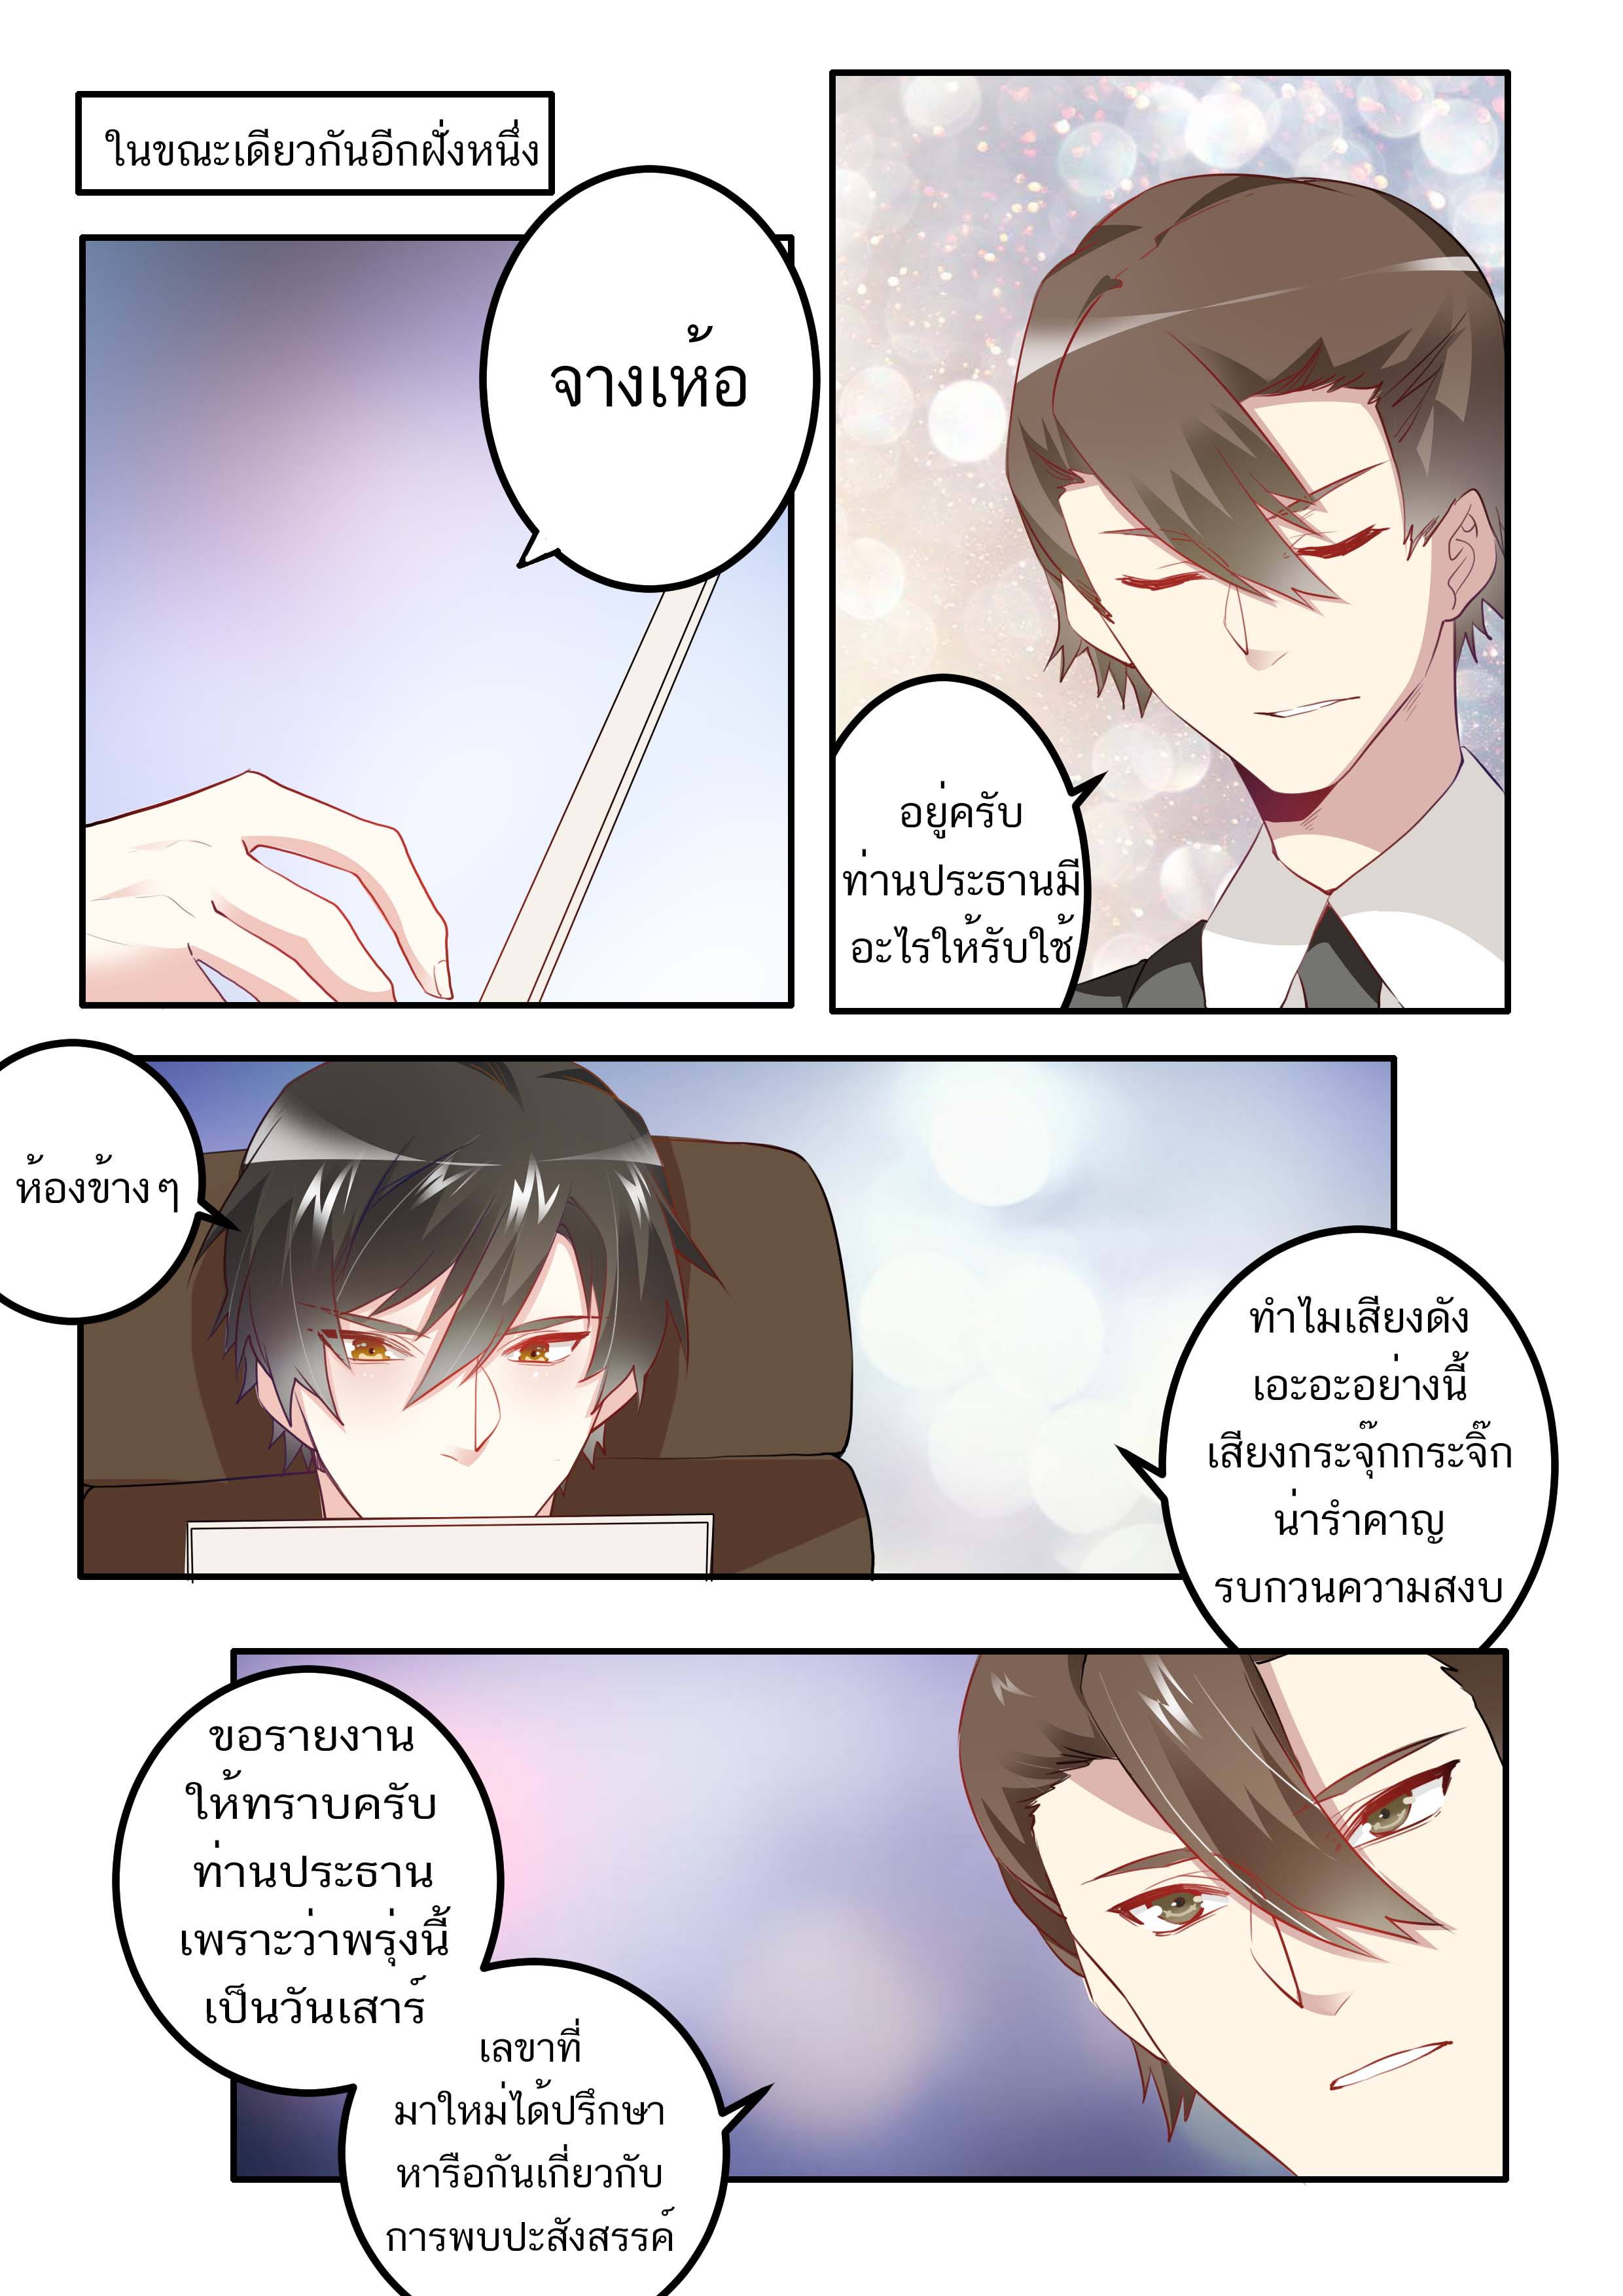 ในขณะเดียวกันอีกฝั่งหนึ่ง
จางเห้อ
อยู่ครับ
ท่านประธานมี
อะไรให้รับใช้
ห้องข้าง ๆ
ทำไมเสียงดัง
เอะอะอย่างนี้
เสียงกระจุ๊กกระจิ๊ก
น่ารำคาญ
รบกวนความสงบ
ขอรายงาน
ให้ทราบครับ
ท่านประธาน
เพราะว่าพรุ่งนี้
เป็นวันเสาร์
เลขาที่
มาใหม่ได้ปรึกษา
หารือกันเกี่ยวกับ
การพบปะสังสรรค์